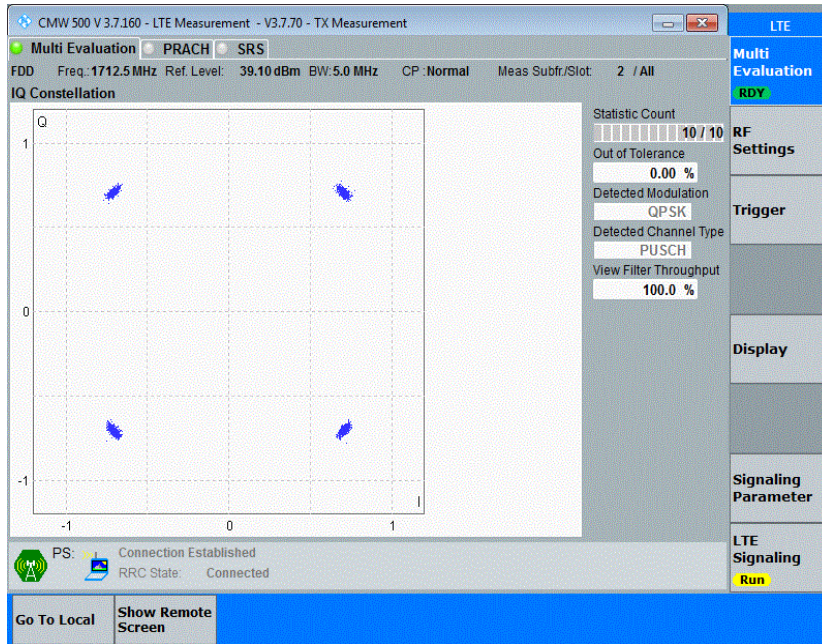 CMW 500 V 3.7.160 - LTE Measurement - V3.7.70 - TX Measurement
LTE
Multi Evaluation PRACH SRS
Multi
Evaluation
RDY
FDD Freq.:1712.5 MHz Ref. Level: 39.10 dBm BW:5.0 MHz CP :Normal Meas Subfr./Slot: 2 / All
IQ Constellation
Q
1
0
-1
-1 0 1
I
Statistic Count
10 / 10
Out of Tolerance
0.00 %
Detected Modulation
QPSK
Detected Channel Type
PUSCH
View Filter Throughput
100.0 %
RF
Settings
Trigger
Display
Signaling
Parameter
LTE
Signaling
Run
PS: Connection Established
RRC State: Connected
Go To Local
Show Remote
Screen